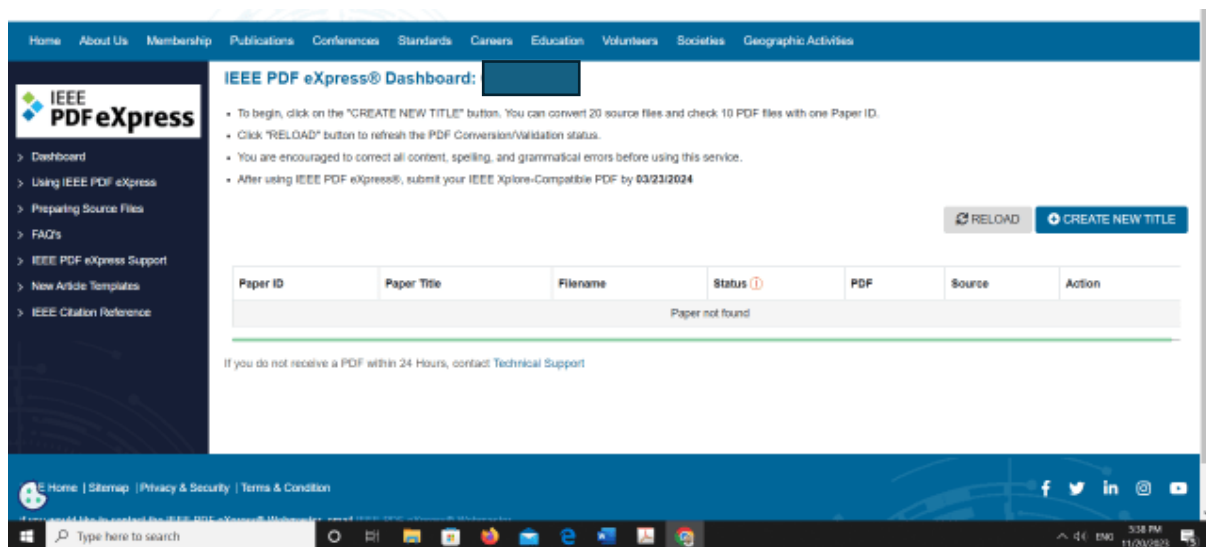 Home About Us Membership Publications Conferences Standards Careers Education Volunteers Societies Geographic Activities
IEEE PDF eXpress® Dashboard:
IEEE
PDF eXpress
• To begin, click on the "CREATE NEW TITLE" button. You can convert 20 source files and check 10 PDF files with one Paper ID.
• Click "RELOAD" button to refresh the PDF Conversion/Validation status.
• You are encouraged to correct all content, spelling, and grammatical errors before using this service.
• After using IEEE PDF eXpress®, submit your IEEE Xplore-Compatible PDF by 03/23/2024
> Dashboard
> Using IEEE PDF eXpress
> Preparing Source Files
> FAQ's
> IEEE PDF eXpress Support
> New Article Templates
> IEEE Citation Reference
RELOAD CREATE NEW TITLE
Paper ID Paper Title Filename Status PDF Source Action
Paper not found
If you do not receive a PDF within 24 Hours, contact Technical Support
Home | Sitemap | Privacy & Security | Terms & Condition
Type here to search
ENG
5:38 PM
11/20/2023